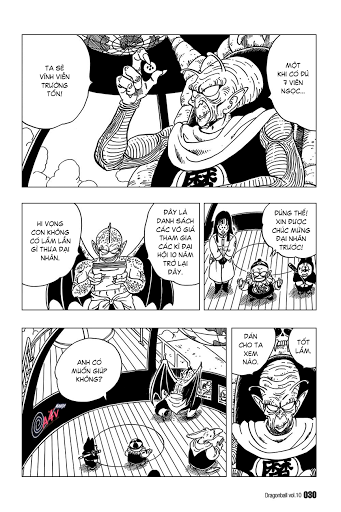 TA SẼ
VĨNH VIỄN
TRƯỜNG
TỒN!
MỘT
KHI CÓ ĐỦ
7 VIÊN
NGỌC...
HI VỌNG
CON KHÔNG
CÓ LẦM LẪN
GÌ THƯA ĐẠI
NHÂN.
ĐÂY LÀ
DANH SÁCH
CÁC VÕ GIẢ
THAM GIA
CÁC KÌ ĐẠI
HỘI 10 NĂM
TRỞ LẠI
ĐÂY.
ĐÚNG THẾ!
XIN ĐƯỢC
CHÚC MỪNG
ĐẠI NHÂN
TRƯỚC!
ANH CÓ
MUỐN GIÚP
KHÔNG?
DÁN
CHO TA
XEM
NÀO.
TỐT
LẮM.
魔
Dragonball vol.10 030